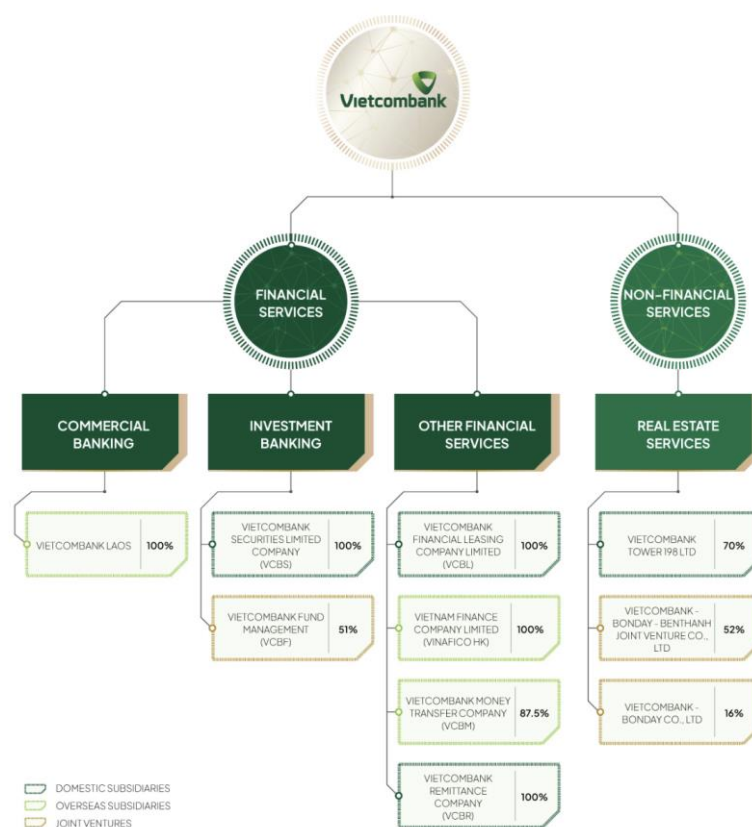 Vietcombank
FINANCIAL
SERVICES
NON-FINANCIAL
SERVICES
COMMERCIAL
BANKING
INVESTMENT
BANKING
OTHER FINANCIAL
SERVICES
REAL ESTATE
SERVICES
VIETCOMBANK LAOS
100%
VIETCOMBANK
SECURITIES LIMITED
COMPANY
(VCBS)
100%
VIETCOMBANK FUND
MANAGEMENT
(VCBF)
51%
VIETCOMBANK
FINANCIAL LEASING
COMPANY LIMITED
(VCBL)
100%
VIETNAM FINANCE
COMPANY LIMITED
(VINAFICO HK)
100%
VIETCOMBANK MONEY
TRANSFER COMPANY
(VCBM)
87.5%
VIETCOMBANK
REMITTANCE
COMPANY
(VCBR)
100%
VIETCOMBANK
TOWER 198 LTD
70%
VIETCOMBANK -
BONDAY - BENTHANH
JOINT VENTURE CO.,
LTD
52%
VIETCOMBANK -
BONDAY CO., LTD
16%
DOMESTIC SUBSIDIARIES
OVERSEAS SUBSIDIARIES
JOINT VENTURES